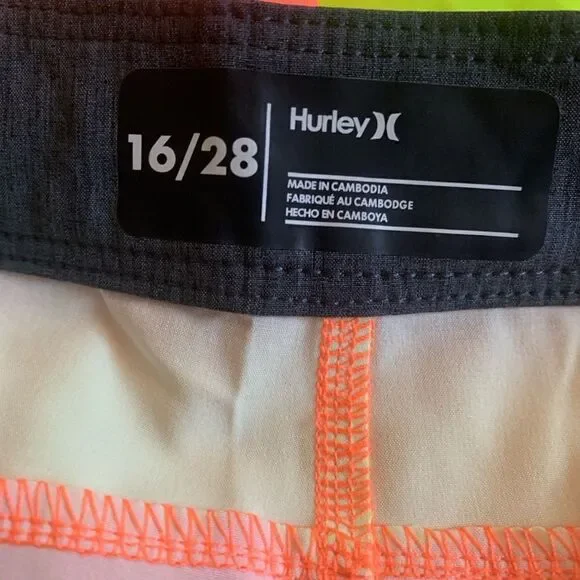 16/28
Hurley
MADE IN CAMBODIA
FABRIQUÉ AU CAMBODGE
HECHO EN CAMBOYA